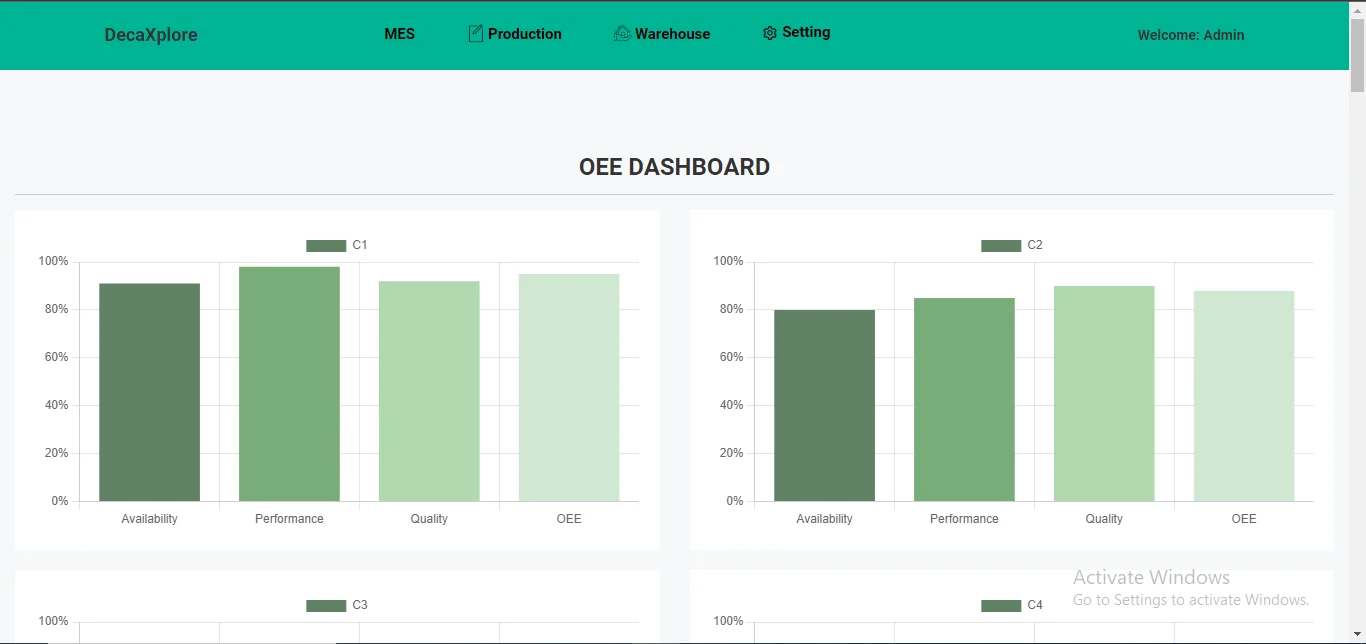 DecaXplore MES Production Warehouse Setting Welcome: Admin
OEE DASHBOARD
C1
100%
80%
60%
40%
20%
0%
Availability Performance Quality OEE
C2
100%
80%
60%
40%
20%
0%
Availability Performance Quality OEE
C3
100%
C4
100%
Activate Windows
Go to Settings to activate Windows.